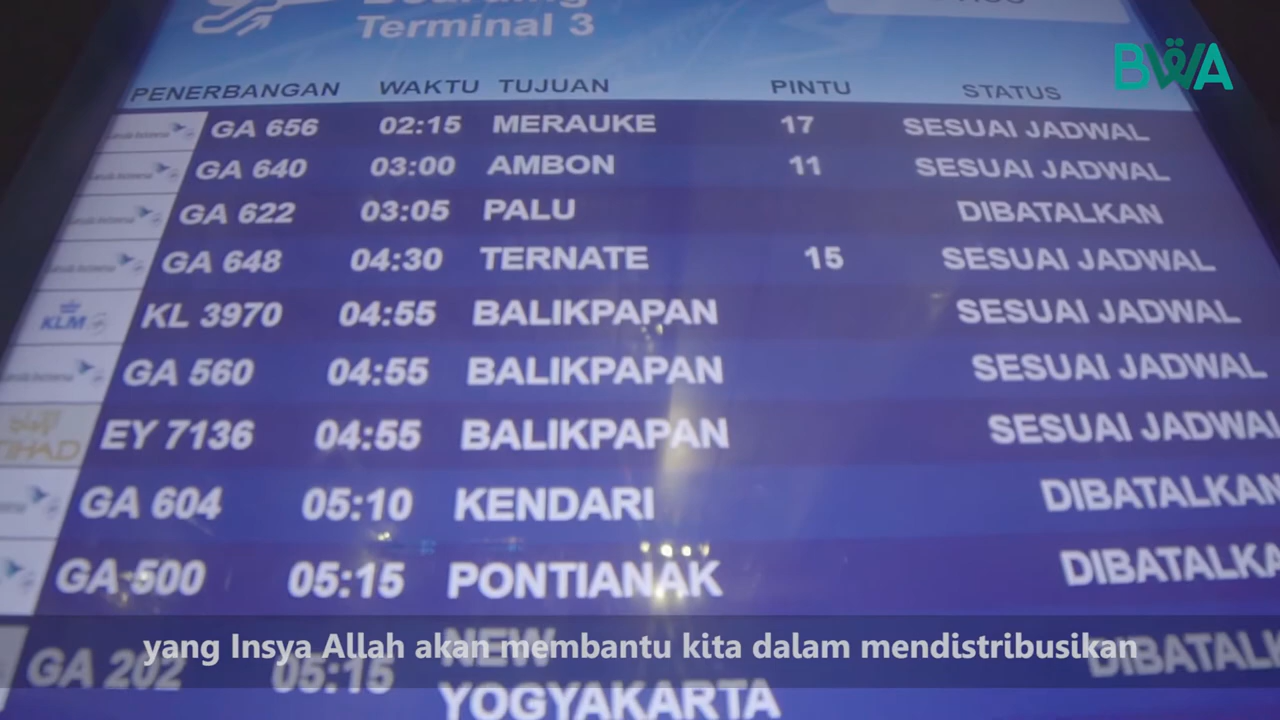 Terminal 3
BWA
PENERBANGAN WAKTU TUJUAN PINTU STATUS
GA 656 02:15 MERAUKE 17 SESUAI JADWAL
GA 640 03:00 AMBON 11 SESUAI JADWAL
GA 622 03:05 PALU DIBATALKAN
GA 648 04:30 TERNATE 15 SESUAI JADWAL
KLM KL 3970 04:55 BALIKPAPAN SESUAI JADWAL
GA 560 04:55 BALIKPAPAN SESUAI JADWAL
TIHAD EY 7136 04:55 BALIKPAPAN SESUAI JADWAL
GA 604 05:10 KENDARI DIBATALKAN
GA 500 05:15 PONTIANAK DIBATALKA
GA 202 05:15 NEW DIBATALK
YOGYAKARTA
yang Insya Allah akan membantu kita dalam mendistribusikan